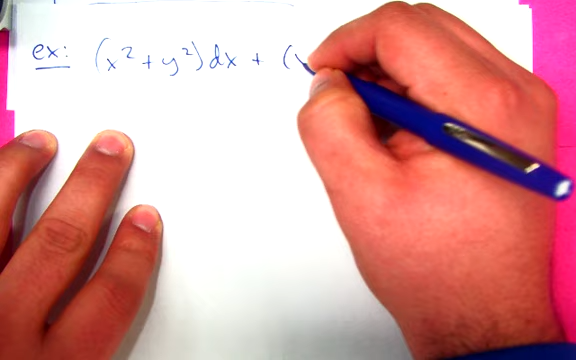 ex: (x²+y²)dx + (